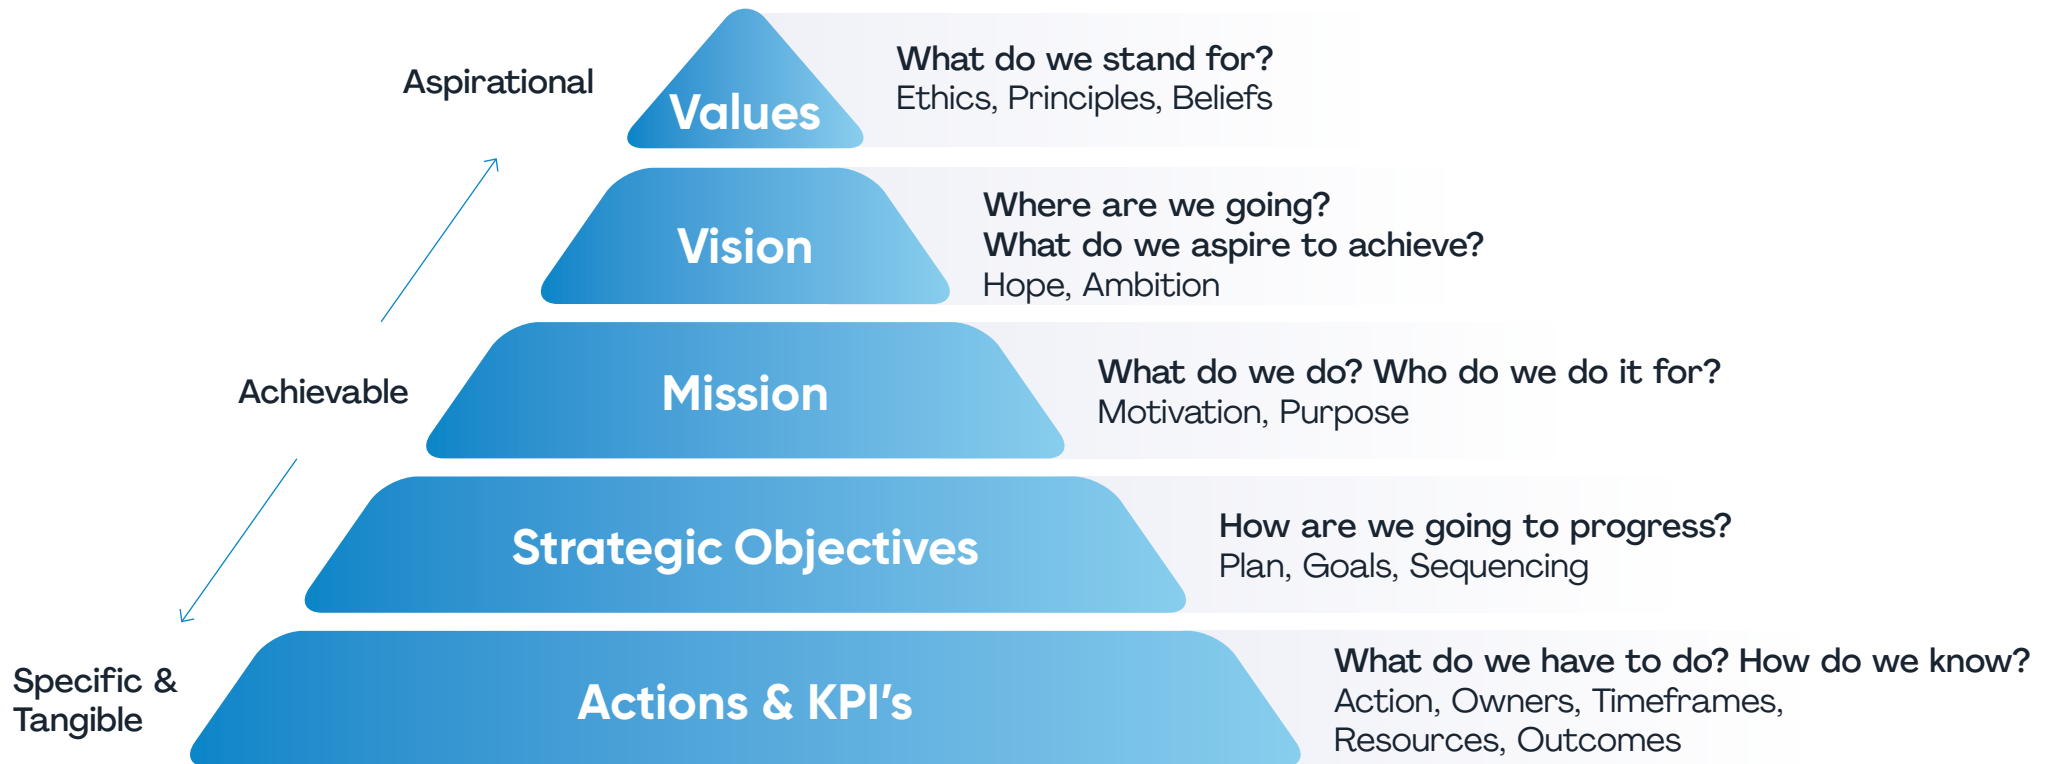 Aspirational
Values
What do we stand for?
Ethics, Principles, Beliefs
Vision
Where are we going?
What do we aspire to achieve?
Hope, Ambition
Achievable
Mission
What do we do? Who do we do it for?
Motivation, Purpose
Strategic Objectives
How are we going to progress?
Plan, Goals, Sequencing
Specific &
Tangible
Actions & KPI's
What do we have to do? How do we know?
Action, Owners, Timeframes,
Resources, Outcomes